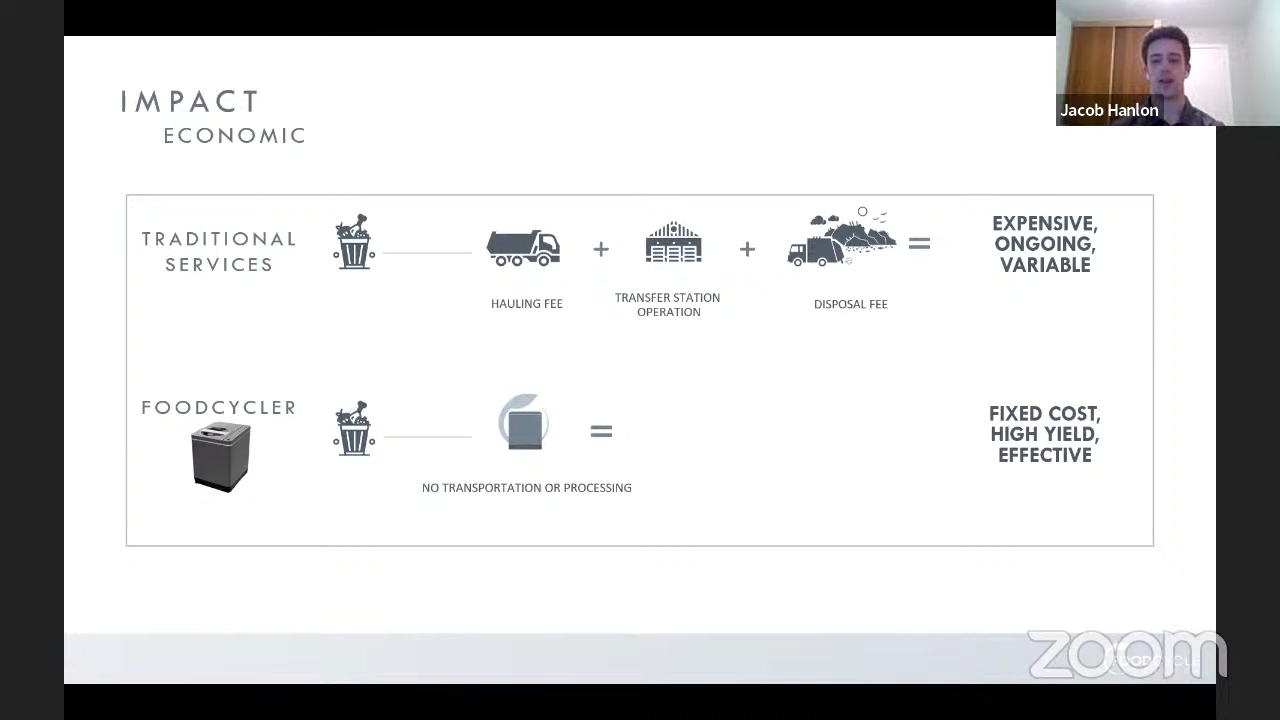 IMPACT
ECONOMIC
Jacob Hanlon
TRADITIONAL
SERVICES
HAULING FEE
+
TRANSFER STATION
OPERATION
+
DISPOSAL FEE
=
EXPENSIVE,
ONGOING,
VARIABLE
FOODCYCLER
NO TRANSPORTATION OR PROCESSING
=
FIXED COST,
HIGH YIELD,
EFFECTIVE
zoom
FOODCYCLE